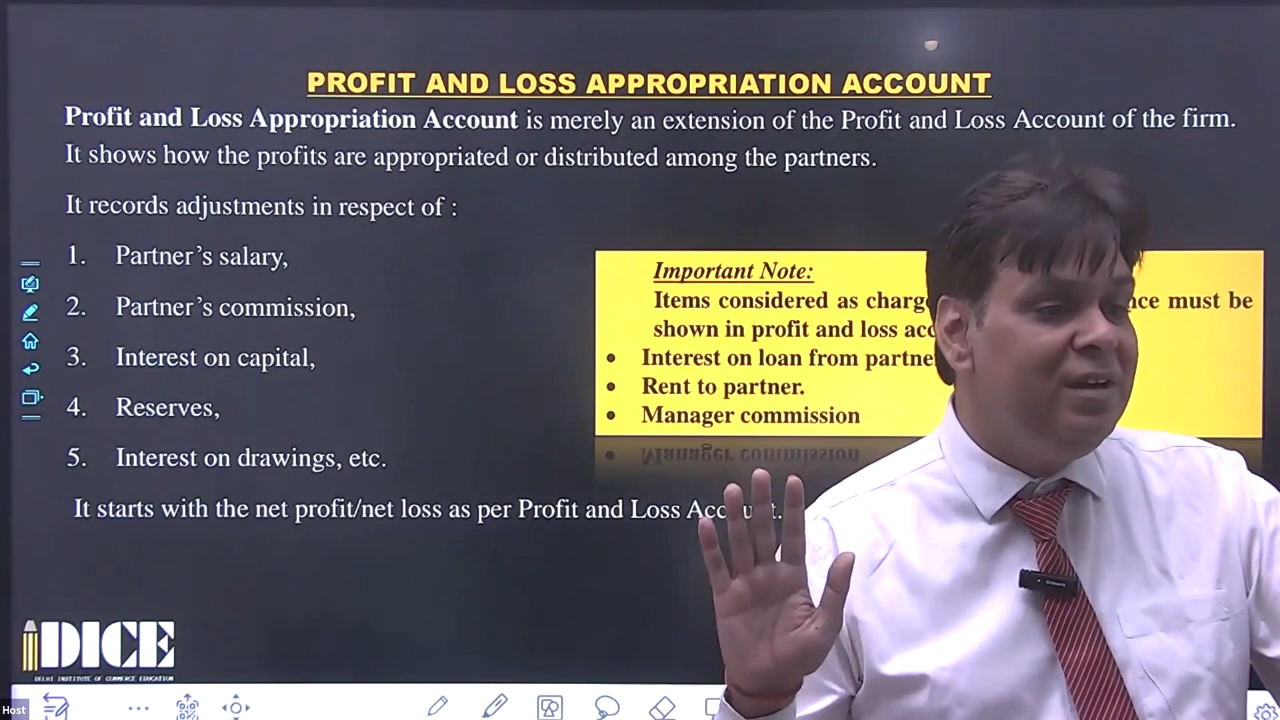 PROFIT AND LOSS APPROPRIATION ACCOUNT
Profit and Loss Appropriation Account is merely an extension of the Profit and Loss Account of the firm.
It shows how the profits are appropriated or distributed among the partners.
It records adjustments in respect of :
1. Partner's salary,
2. Partner's commission,
3. Interest on capital,
4. Reserves,
5. Interest on drawings, etc.
Important Note:
Items considered as must be
shown in profit and loss
• Interest on loan from
• Rent to partner.
• Manager commission
Manager commission
It starts with the net profit/net loss as per Profit and Loss
DICE
DELHI INSTITUTE OF COMMERCE EDUCATION
Host